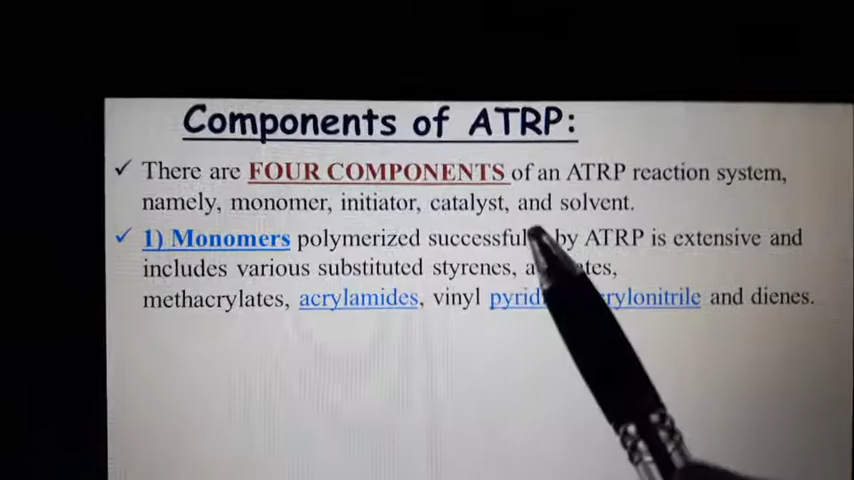 Components of ATRP:
✓ There are FOUR COMPONENTS of an ATRP reaction system,
namely, monomer, initiator, catalyst, and solvent.
✓ 1) Monomers polymerized by ATRP is extensive and
includes various substituted styrenes,
methacrylates, acrylamides, vinyl and dienes.